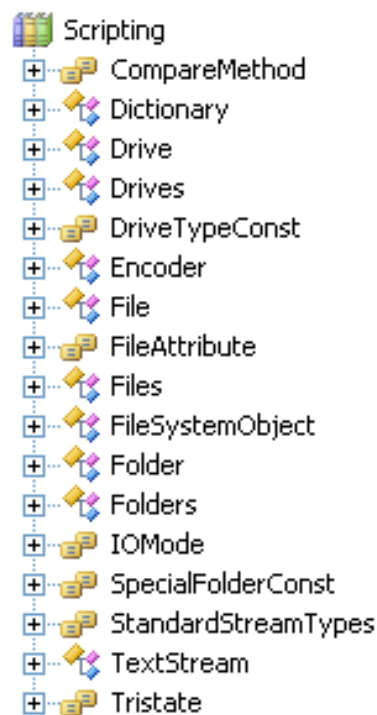 Scripting
CompareMethod
Dictionary
Drive
Drives
DriveTypeConst
Encoder
File
FileAttribute
Files
FileSystemObject
Folder
Folders
IOMode
SpecialFolderConst
StandardStreamTypes
TextStream
Tristate